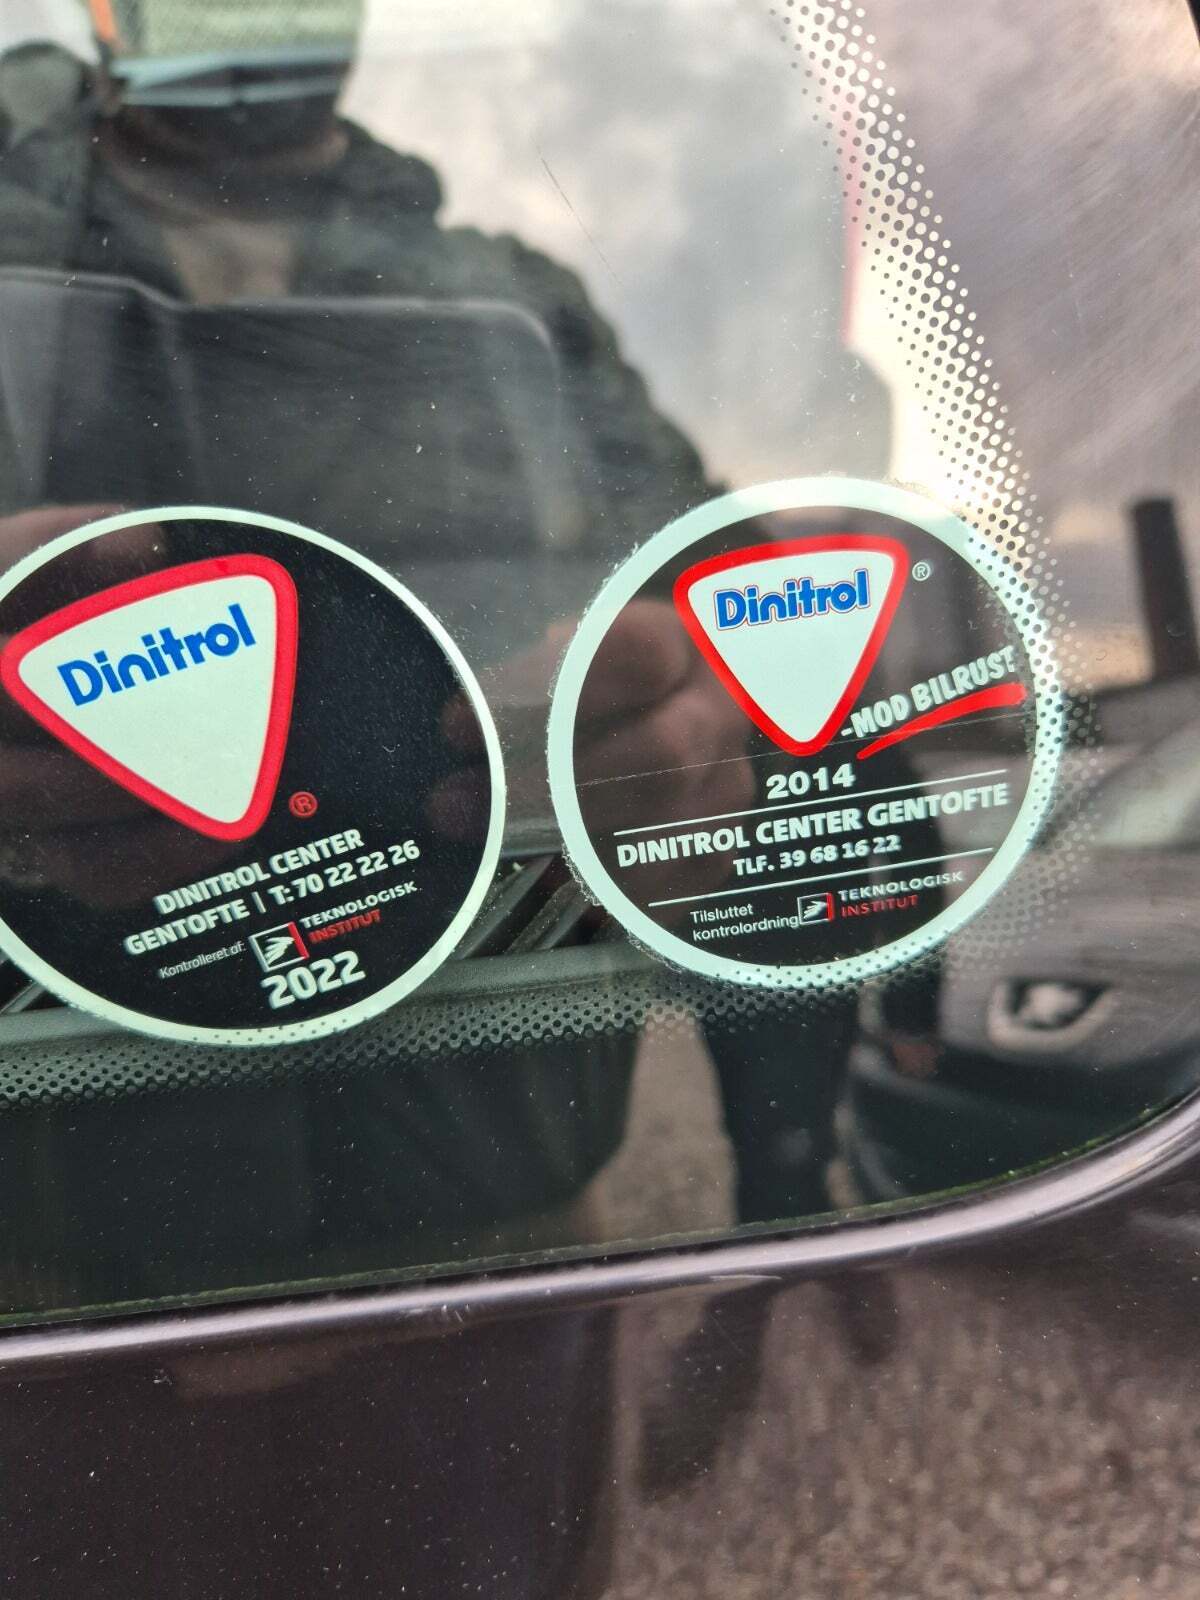 Dinitrol
®
DINITROL CENTER
GENTOFTE | T: 70 22 22 26
Kontrolleret af: TEKNOLOGISK
INSTITUT
2022
Dinitrol ®
-MOD BILRUST
2014
DINITROL CENTER GENTOFTE
TLF. 39 68 16 22
Tilsluttet
kontrolordning
TEKNOLOGISK
INSTITUT